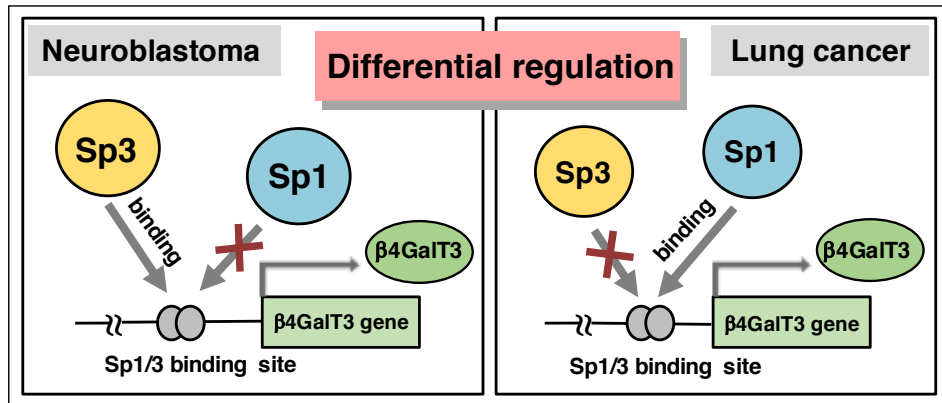 Neuroblastoma
Differential regulation
Lung cancer
Sp3
Sp1
binding
β4GalT3
β4GalT3 gene
Sp1/3 binding site
Sp3
Sp1
binding
β4GalT3
β4GalT3 gene
Sp1/3 binding site